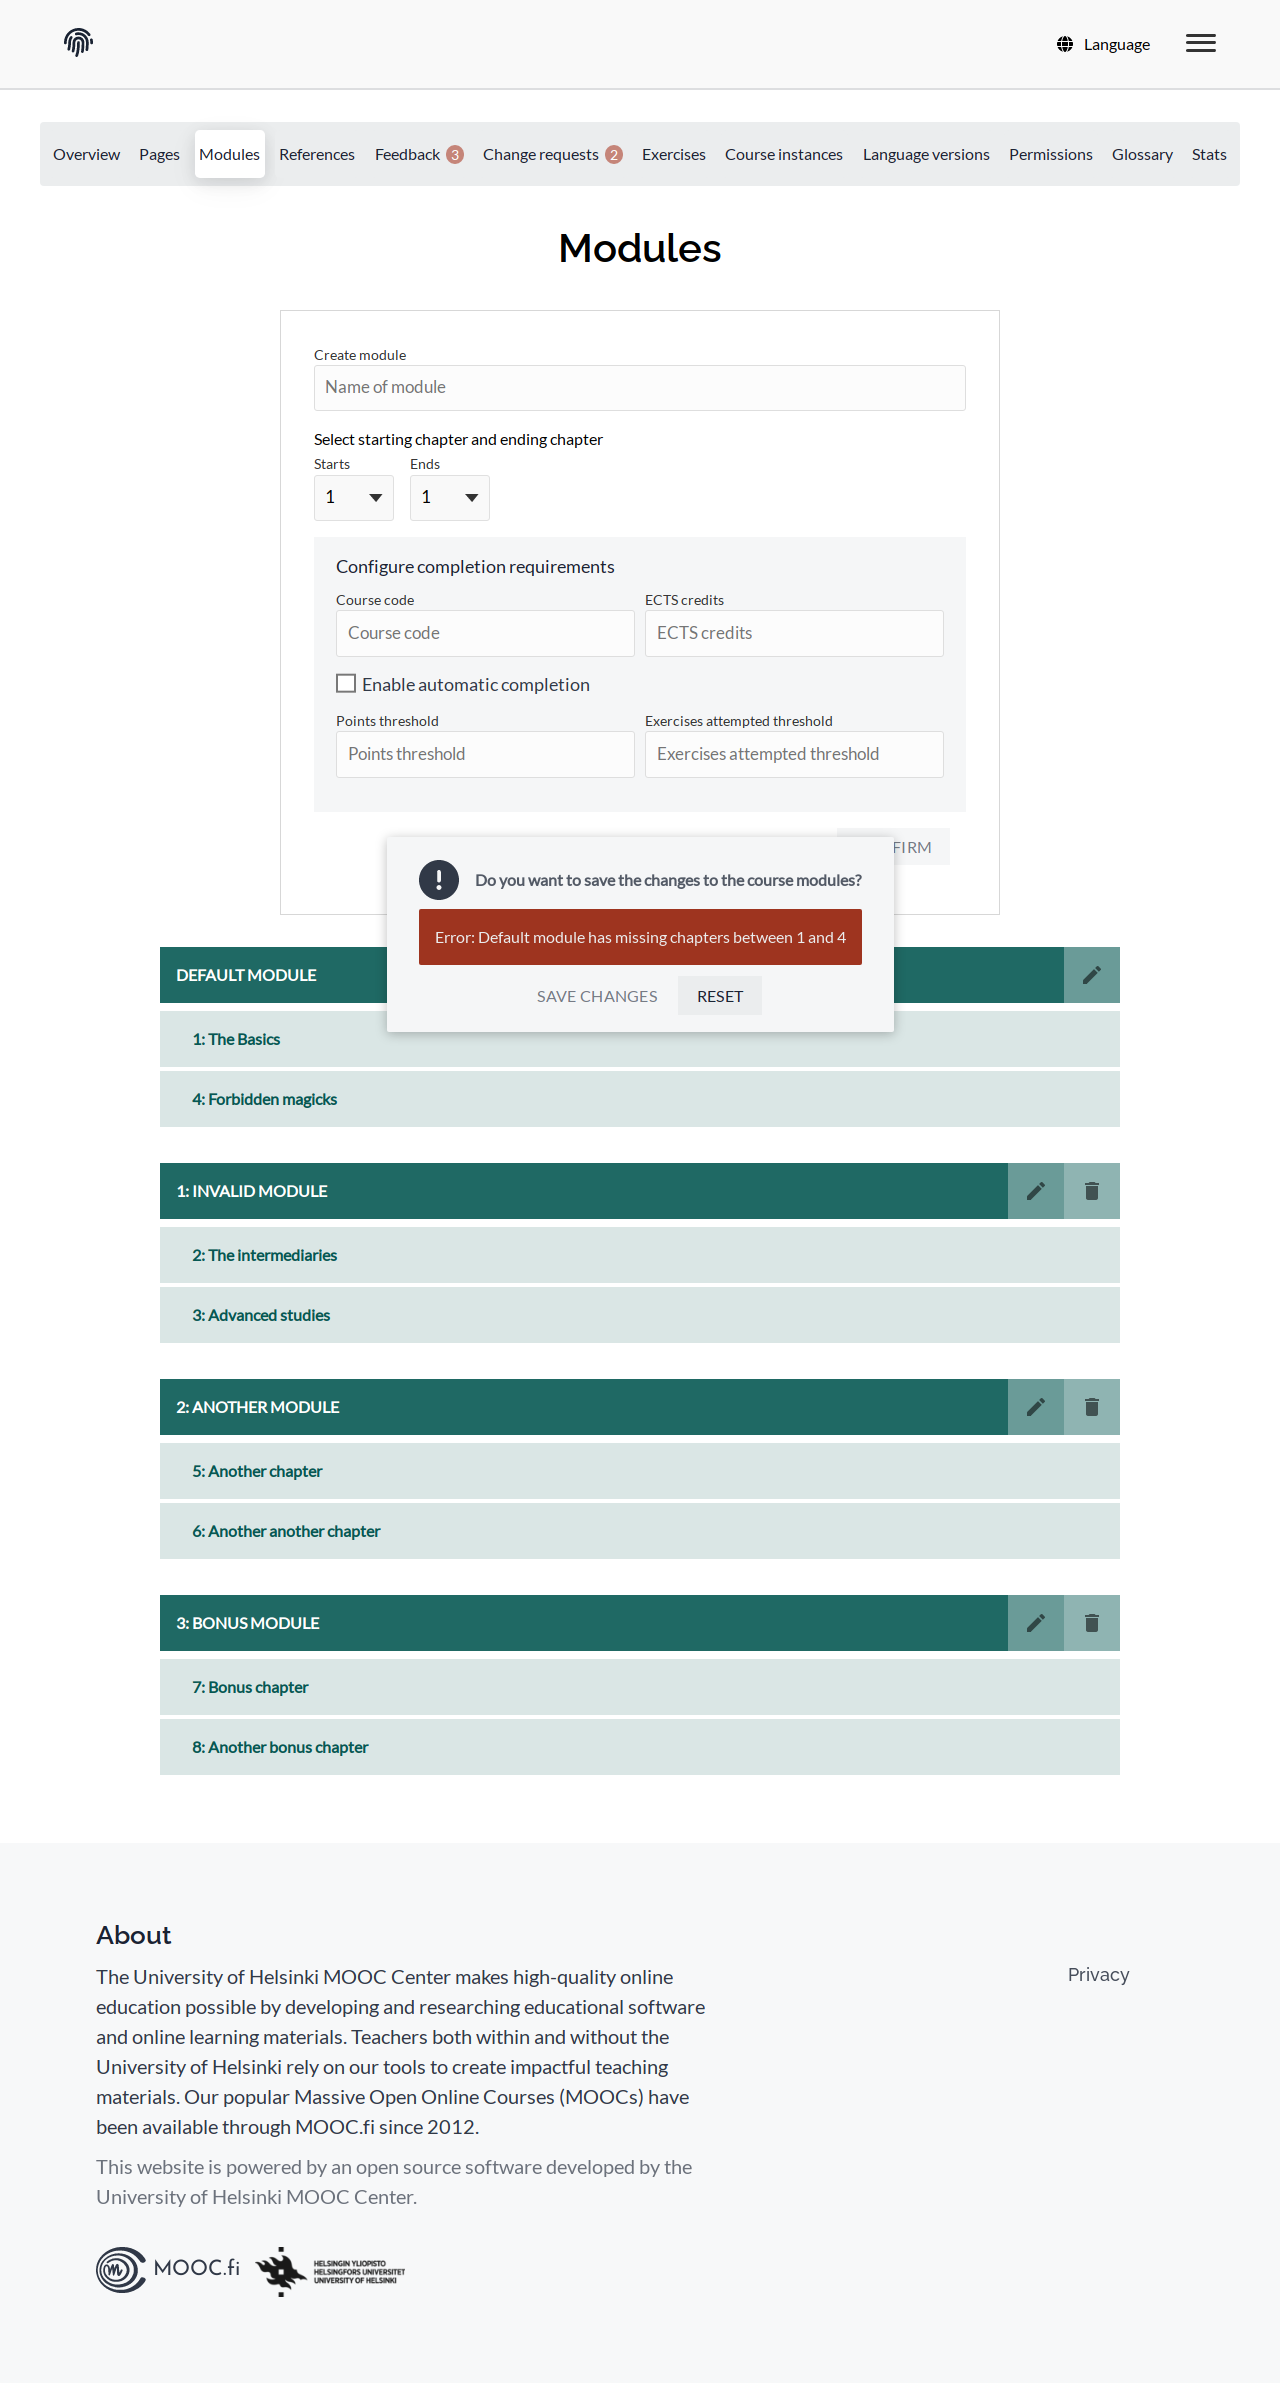 Language
Overview Pages Modules References Feedback 3 Change requests 2 Exercises Course instances Language versions Permissions Glossary Stats
Modules
Create module
Name of module
Select starting chapter and ending chapter
Starts Ends
1 1
Configure completion requirements
Course code ECTS credits
Course code ECTS credits
Enable automatic completion
Points threshold Exercises attempted threshold
Points threshold Exercises attempted threshold
FIRM
Do you want to save the changes to the course modules?
Error: Default module has missing chapters between 1 and 4
SAVE CHANGES RESET
DEFAULT MODULE
1: The Basics
4: Forbidden magicks
1: INVALID MODULE
2: The intermediaries
3: Advanced studies
2: ANOTHER MODULE
5: Another chapter
6: Another another chapter
3: BONUS MODULE
7: Bonus chapter
8: Another bonus chapter
About
The University of Helsinki MOOC Center makes high-quality online
education possible by developing and researching educational software
and online learning materials. Teachers both within and without the
University of Helsinki rely on our tools to create impactful teaching
materials. Our popular Massive Open Online Courses (MOOCs) have
been available through MOOC.fi since 2012.
This website is powered by an open source software developed by the
University of Helsinki MOOC Center.
Privacy
MOOC.fi
HELSINGIN YLIOPISTO
HELSINGFORS UNIVERSITET
UNIVERSITY OF HELSINKI